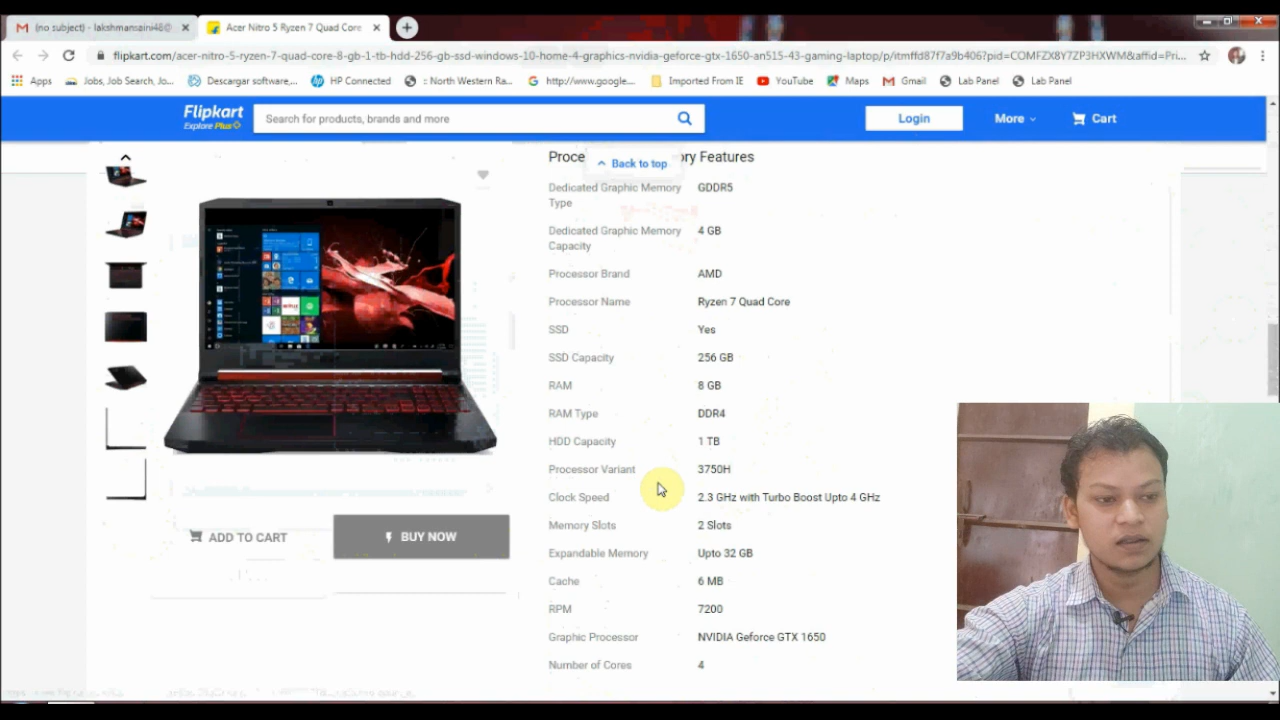 (no subject) - lakshmansaini48@
Acer Nitro 5 Ryzen 7 Quad Core
flipkart.com/acer-nitro-5-ryzen-7-quad-core-8-gb-1-tb-hdd-256-gb-ssd-windows-10-home-4-graphics-nvidia-geforce-gtx-1650-an515-43-gaming-laptop/p/itmffd87f7a9b406?pid=COMFZX8Y7ZP3HXWM&affid=Pri...
Apps Jobs, Job Search, Jo... Descargar software,... HP Connected :: North Western Ra... http://www.google.... Imported From IE YouTube Maps Gmail Lab Panel Lab Panel
Flipkart
Explore Plus
Search for products, brands and more
Login
More
Cart
Back to top
Proce ry Features
Dedicated Graphic Memory Type GDDR5
Dedicated Graphic Memory Capacity 4 GB
Processor Brand AMD
Processor Name Ryzen 7 Quad Core
SSD Yes
SSD Capacity 256 GB
RAM 8 GB
RAM Type DDR4
HDD Capacity 1 TB
Processor Variant 3750H
Clock Speed 2.3 GHz with Turbo Boost Upto 4 GHz
Memory Slots 2 Slots
Expandable Memory Upto 32 GB
Cache 6 MB
RPM 7200
Graphic Processor NVIDIA Geforce GTX 1650
Number of Cores 4
ADD TO CART
BUY NOW